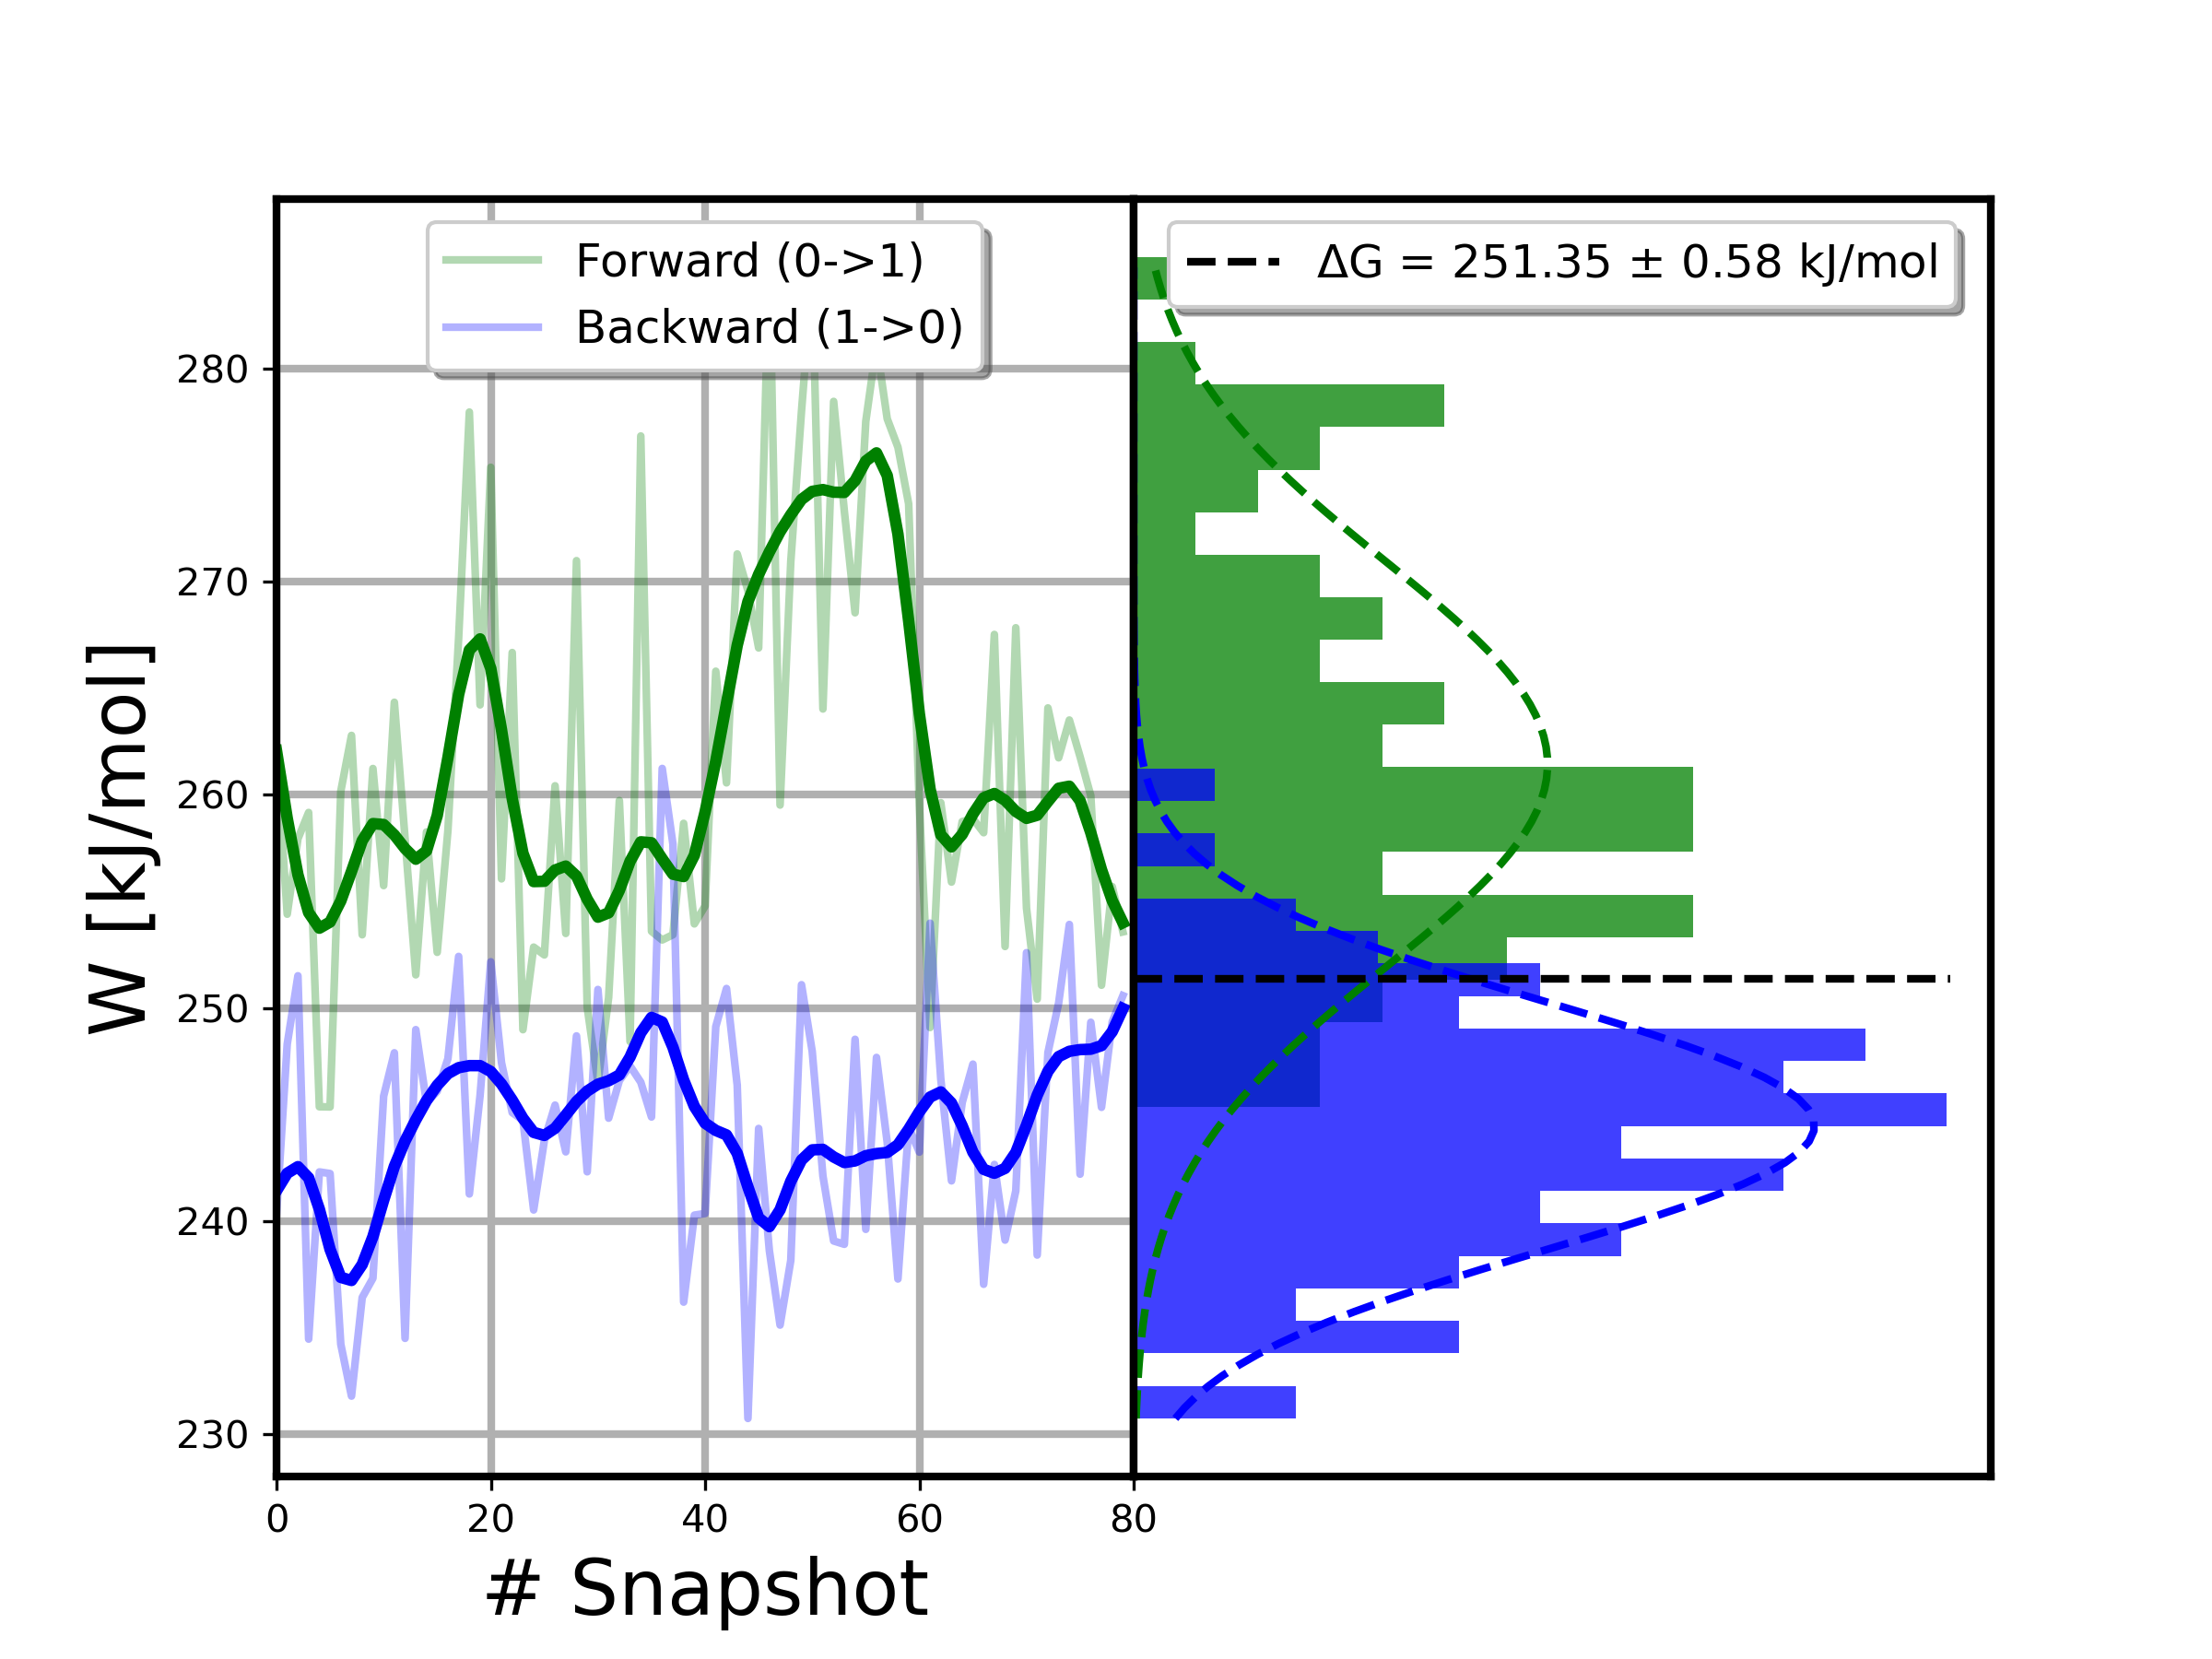 Forward (0->1)
Backward (1->0)
ΔG = 251.35 ± 0.58 kJ/mol
280
270
260
250
240
230
W [kJ/mol]
0 20 40 60 80
# Snapshot